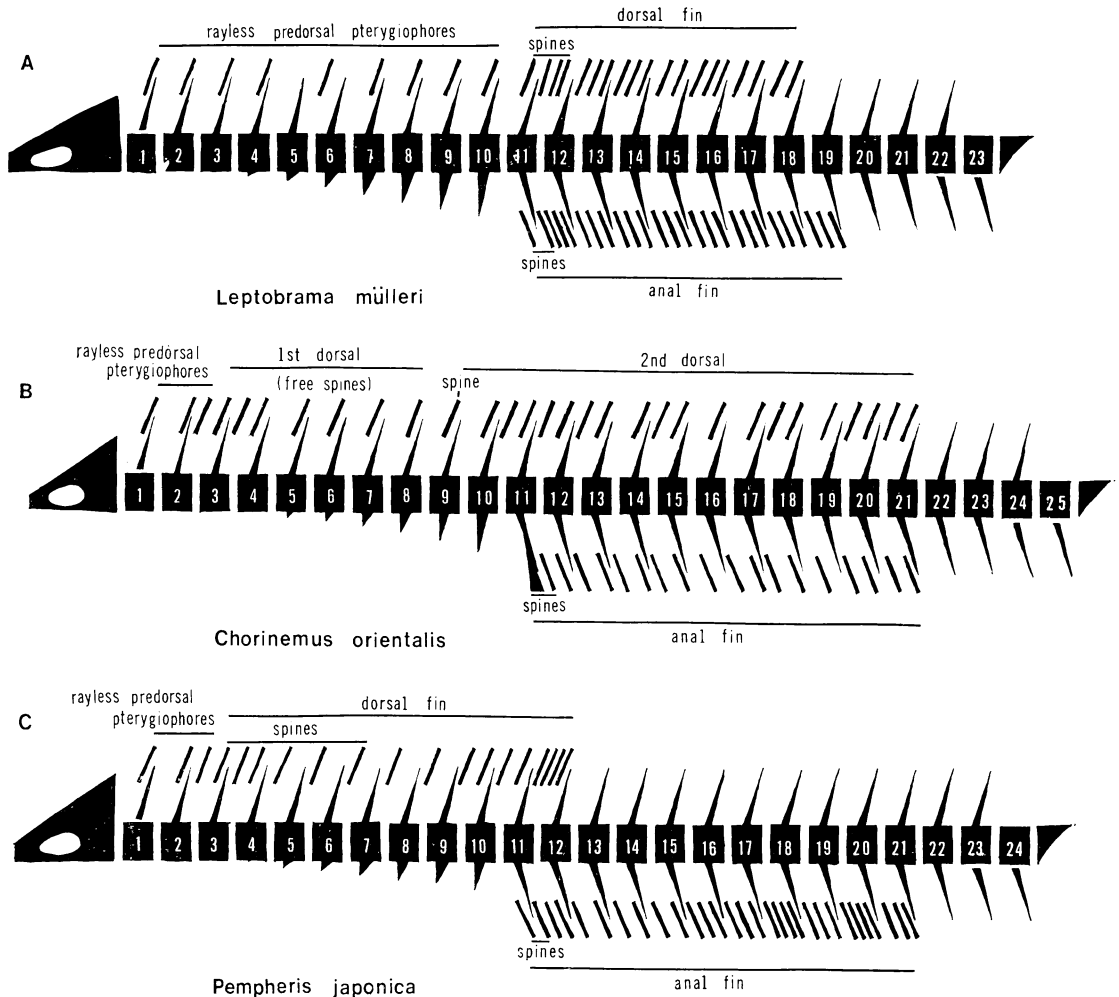 dorsal fin
rayless predorsal pterygiophores
spines
A
1 2 3 4 5 6 7 8 9 10 11 12 13 14 15 16 17 18 19 20 21 22 23
spines
anal fin
Leptobrama mülleri
rayless predorsal
pterygiophores
1st dorsal
(free spines)
spine
2nd dorsal
B
1 2 3 4 5 6 7 8 9 10 11 12 13 14 15 16 17 18 19 20 21 22 23 24 25
spines
anal fin
Chorinemus orientalis
rayless predorsal
pterygiophores
dorsal fin
spines
C
1 2 3 4 5 6 7 8 9 10 11 12 13 14 15 16 17 18 19 20 21 22 23 24
spines
anal fin
Pempheris japonica